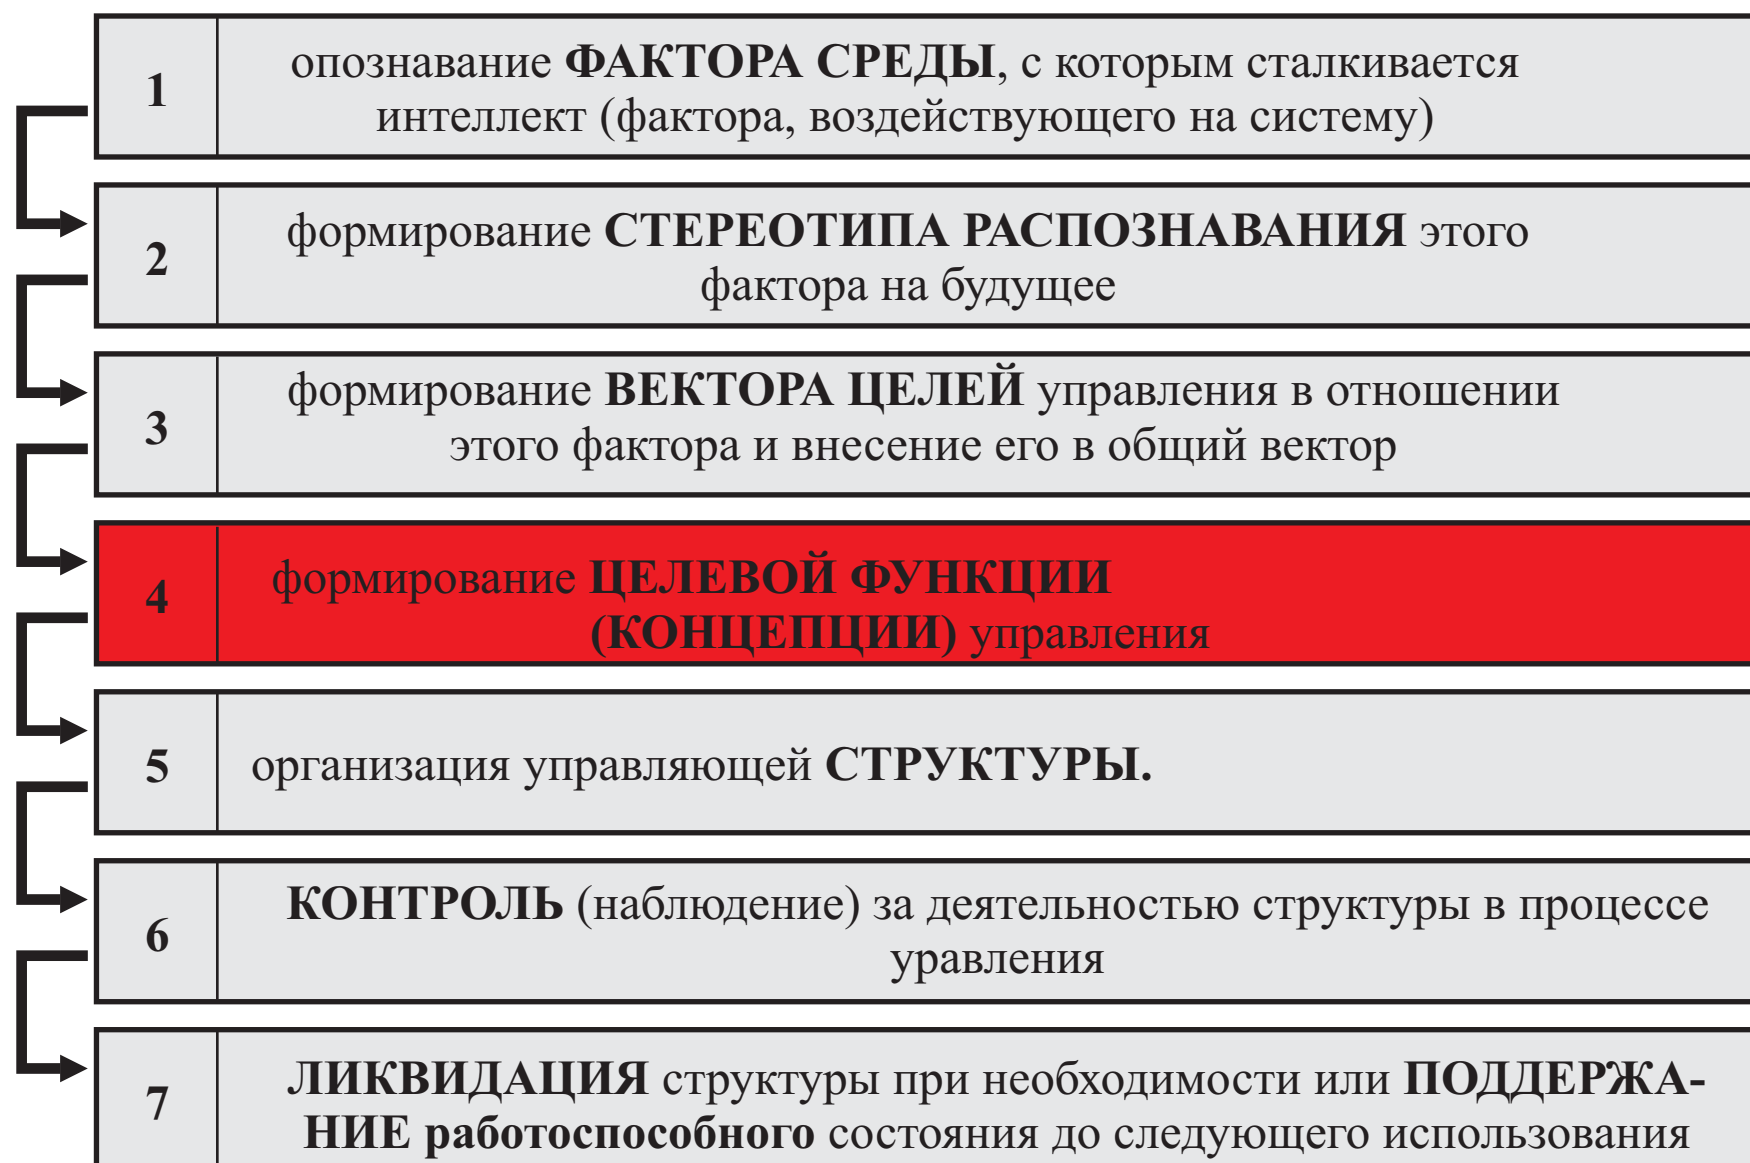 1
опознавание ФАКТОРА СРЕДЫ, с которым сталкивается
интеллект (фактора, воздействующего на систему)
2
формирование СТЕРЕОТИПА РАСПОЗНАВАНИЯ этого
фактора на будущее
3
формирование ВЕКТОРА ЦЕЛЕЙ управления в отношении
этого фактора и внесение его в общий вектор
4
формирование ЦЕЛЕВОЙ ФУНКЦИИ
(КОНЦЕПЦИИ) управления
5
организация управляющей СТРУКТУРЫ.
6
КОНТРОЛЬ (наблюдение) за деятельностью структуры в процессе
уравления
7
ЛИКВИДАЦИЯ структуры при необходимости или ПОДДЕРЖА-
НИЕ работоспособного состояния до следующего использования